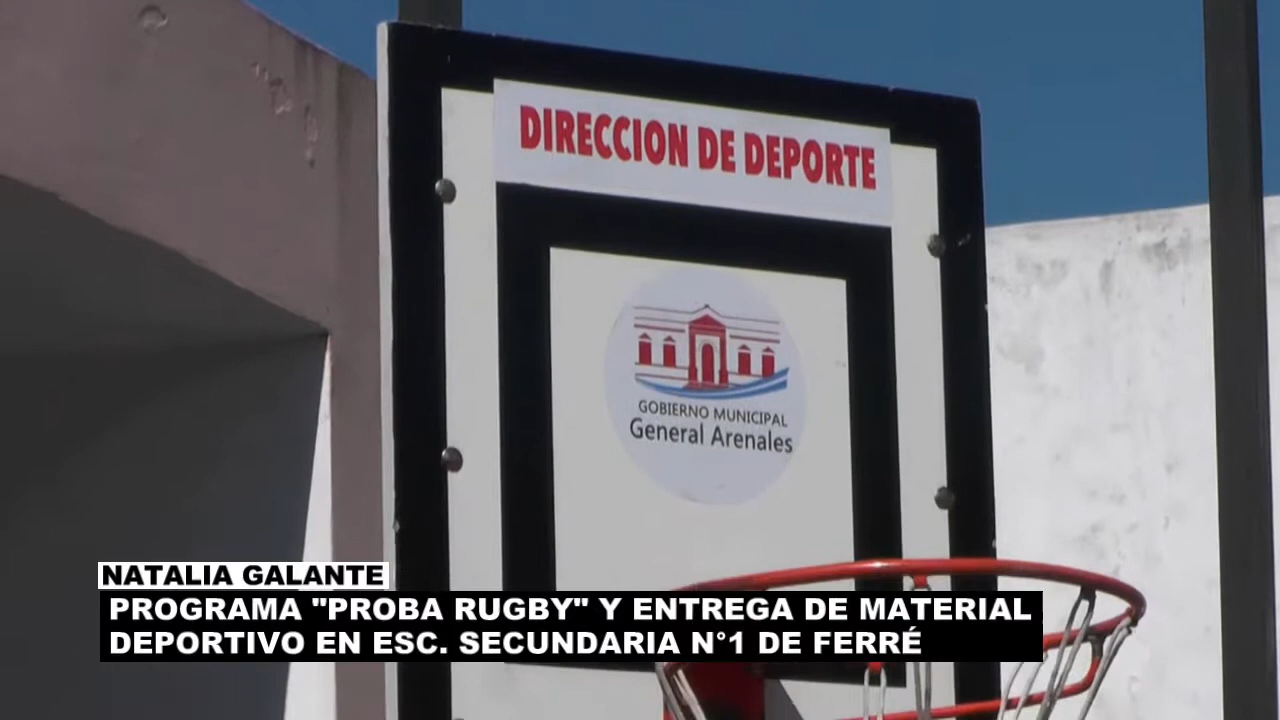 DIRECCION DE DEPORTE
GOBIERNO MUNICIPAL
General Arenales
NATALIA GALANTE
PROGRAMA "PROBA RUGBY" Y ENTREGA DE MATERIAL
DEPORTIVO EN ESC. SECUNDARIA N°1 DE FERRÉ